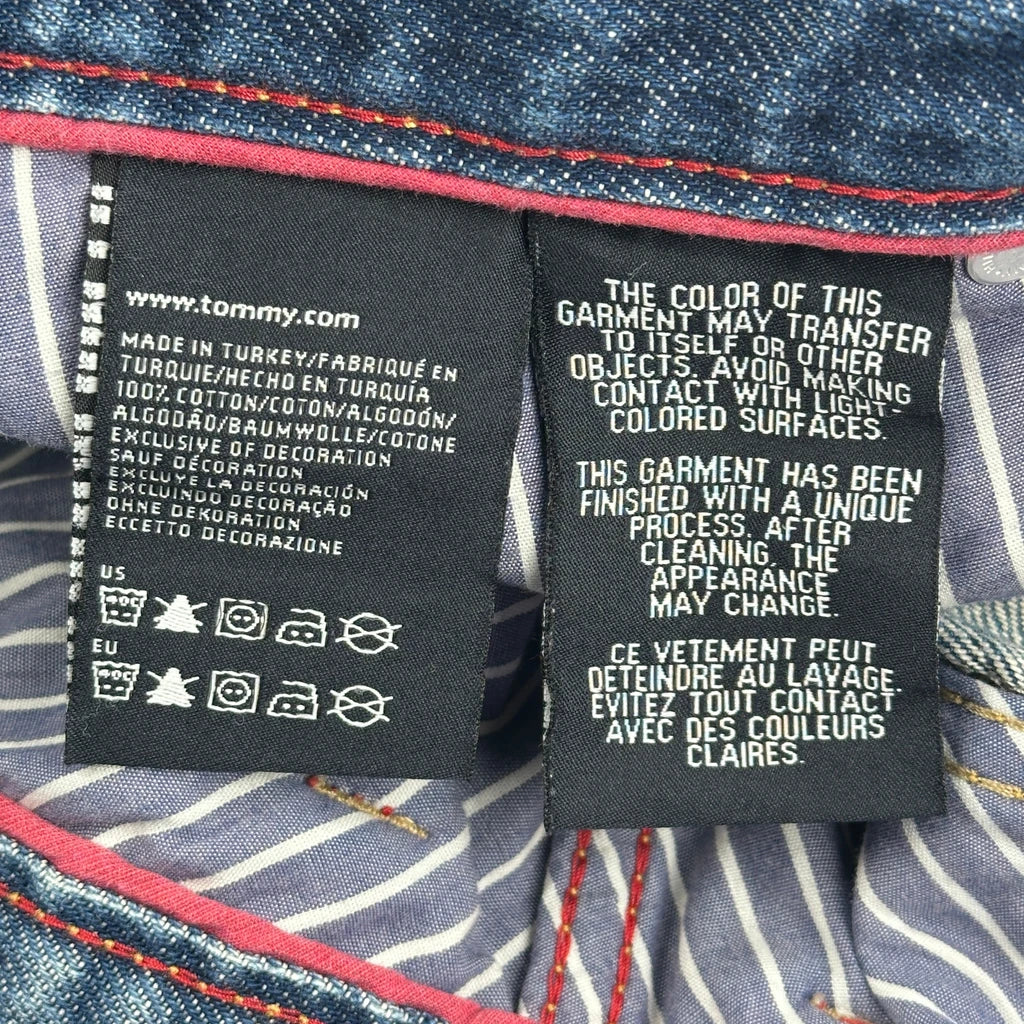 www.tommy.com
MADE IN TURKEY/FABRIQUÉ EN
TURQUIE/HECHO EN TURQUÍA
100% COTTON/COTON/ALGODÓN/
ALGODÃO/BAUMWOLLE/COTONE
EXCLUSIVE OF DECORATION
SAUF DÉCORATION
EXCLUYE LA DECORACIÓN
EXCLUINDO DECORAÇÃO
OHNE DEKORATION
ECCETTO DECORAZIONE
US
EU
THE COLOR OF THIS
GARMENT MAY TRANSFER
TO ITSELF OR OTHER
OBJECTS. AVOID MAKING
CONTACT WITH LIGHT-
COLORED SURFACES.
THIS GARMENT HAS BEEN
FINISHED WITH A UNIQUE
PROCESS. AFTER
CLEANING, THE
APPEARANCE
MAY CHANGE.
CE VETEMENT PEUT
DETEINDRE AU LAVAGE.
EVITEZ TOUT CONTACT
AVEC DES COULEURS
CLAIRES.